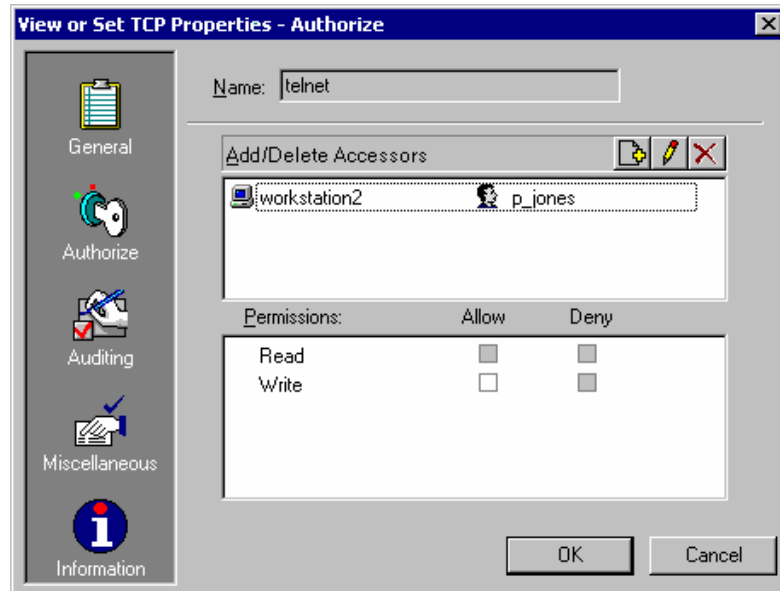 View or Set TCP Properties - Authorize
Name: telnet
General
Add/Delete Accessors
workstation2 p_jones
Authorize
Permissions: Allow Deny
Read
Auditing
Write
Miscellaneous
OK Cancel
Information